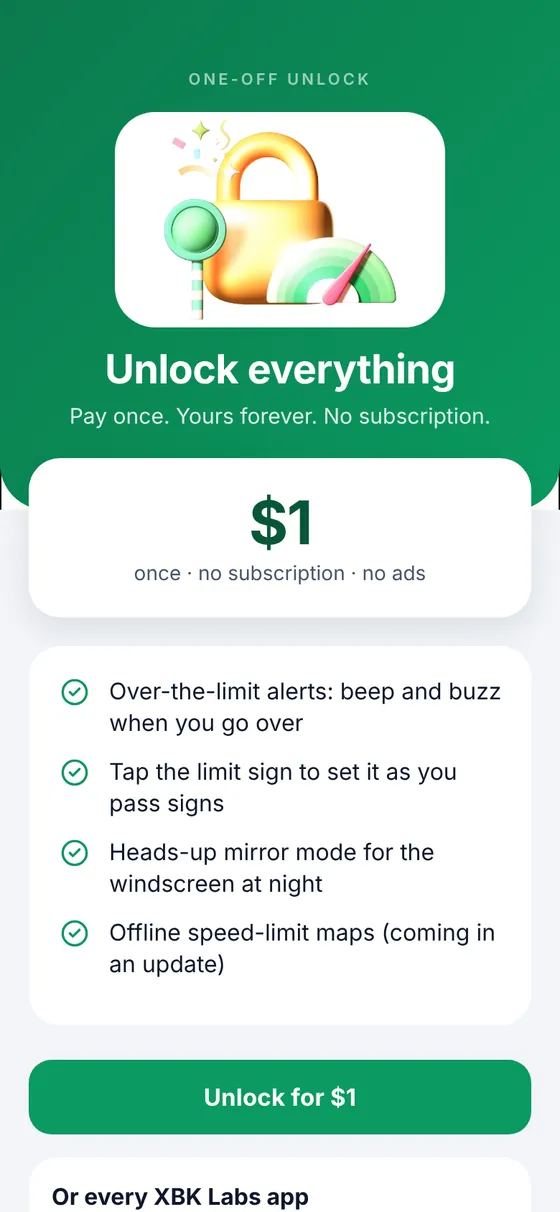 ONE-OFF UNLOCK
Unlock everything
Pay once. Yours forever. No subscription.
$1
once · no subscription · no ads
Over-the-limit alerts: beep and buzz
when you go over
Tap the limit sign to set it as you
pass signs
Heads-up mirror mode for the
windscreen at night
Offline speed-limit maps (coming in
an update)
Unlock for $1
Or every XBK Labs app